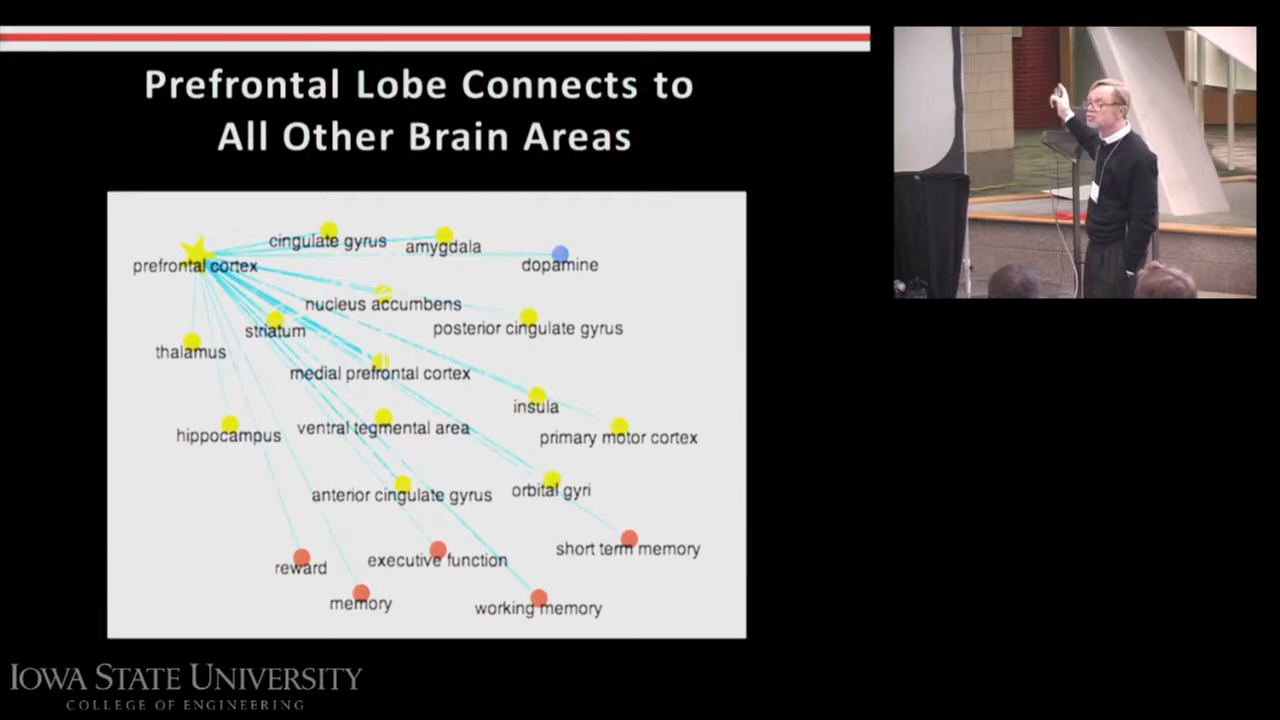 Prefrontal Lobe Connects to
All Other Brain Areas
cingulate gyrus
amygdala
prefrontal cortex
dopamine
nucleus accumbens
striatum
posterior cingulate gyrus
thalamus
medial prefrontal cortex
insula
hippocampus
ventral tegmental area
primary motor cortex
anterior cingulate gyrus
orbital gyri
short term memory
reward
executive function
memory
working memory
IOWA STATE UNIVERSITY
COLLEGE OF ENGINEERING